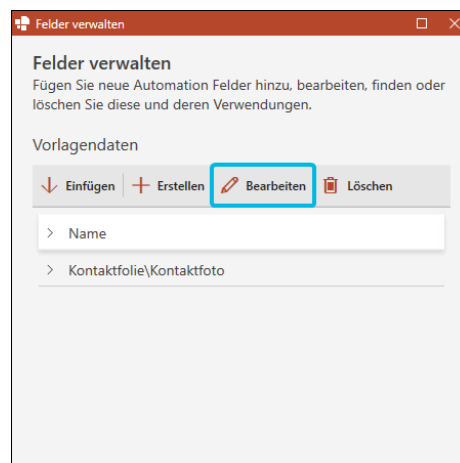 Felder verwalten
Felder verwalten
Fügen Sie neue Automation Felder hinzu, bearbeiten, finden oder
löschen Sie diese und deren Verwendungen.
Vorlagendaten
Einfügen Erstellen Bearbeiten Löschen
Name
Kontaktfolie\Kontaktfoto